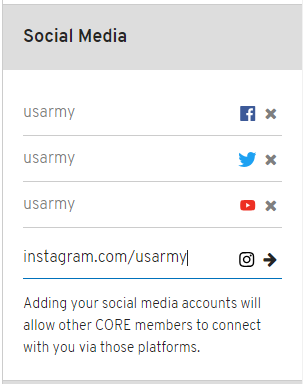 Social Media
usarmy
usarmy
usarmy
instagram.com/usarmy
Adding your social media accounts will
allow other CORE members to connect
with you via those platforms.